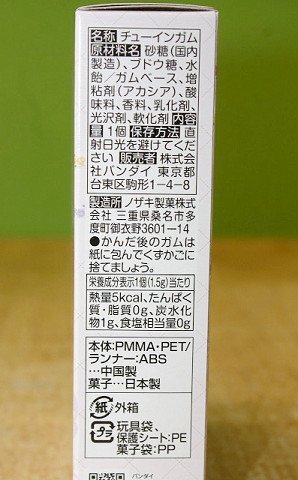 名称 チューインガム
原材料名 砂糖(国内
製造)、ブドウ糖、水
飴/ガムベース、増
粘剤(アカシア)、酸
味料、香料、乳化剤、
光沢剤、軟化剤 内容
量 1個 保存方法 直
射日光を避けてくだ
さい 販売者 株式会
社バンダイ 東京都
台東区駒形1-4-8
製造所 ノザキ製菓株式会
社 三重県桑名市多
度町御衣野3601-14
●かんだ後のガムは
紙に包んでくずかごに
捨てましょう。
栄養成分表示1個(1.5g)当たり
熱量5kcal、たんぱく
質・脂質0g、炭水化
物1g、食塩相当量0g
本体:PMMA・PET/
ランナー:ABS
…中国製
菓子…日本製
紙 外箱
プラ 玩具袋、
保護シート:PE
菓子袋:PP
バンダイ